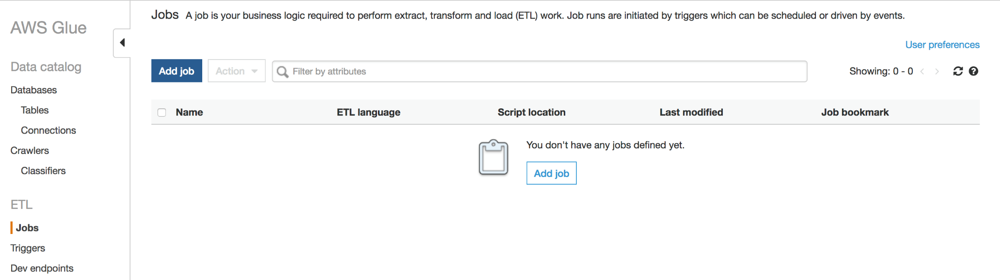 AWS Glue
Data catalog
Databases
Tables
Connections
Crawlers
Classifiers
ETL
Jobs
Triggers
Dev endpoints
Jobs A job is your business logic required to perform extract, transform and load (ETL) work. Job runs are initiated by triggers which can be scheduled or driven by events.
User preferences
Add job Action Filter by attributes Showing: 0 - 0
Name ETL language Script location Last modified Job bookmark
You don't have any jobs defined yet.
Add job